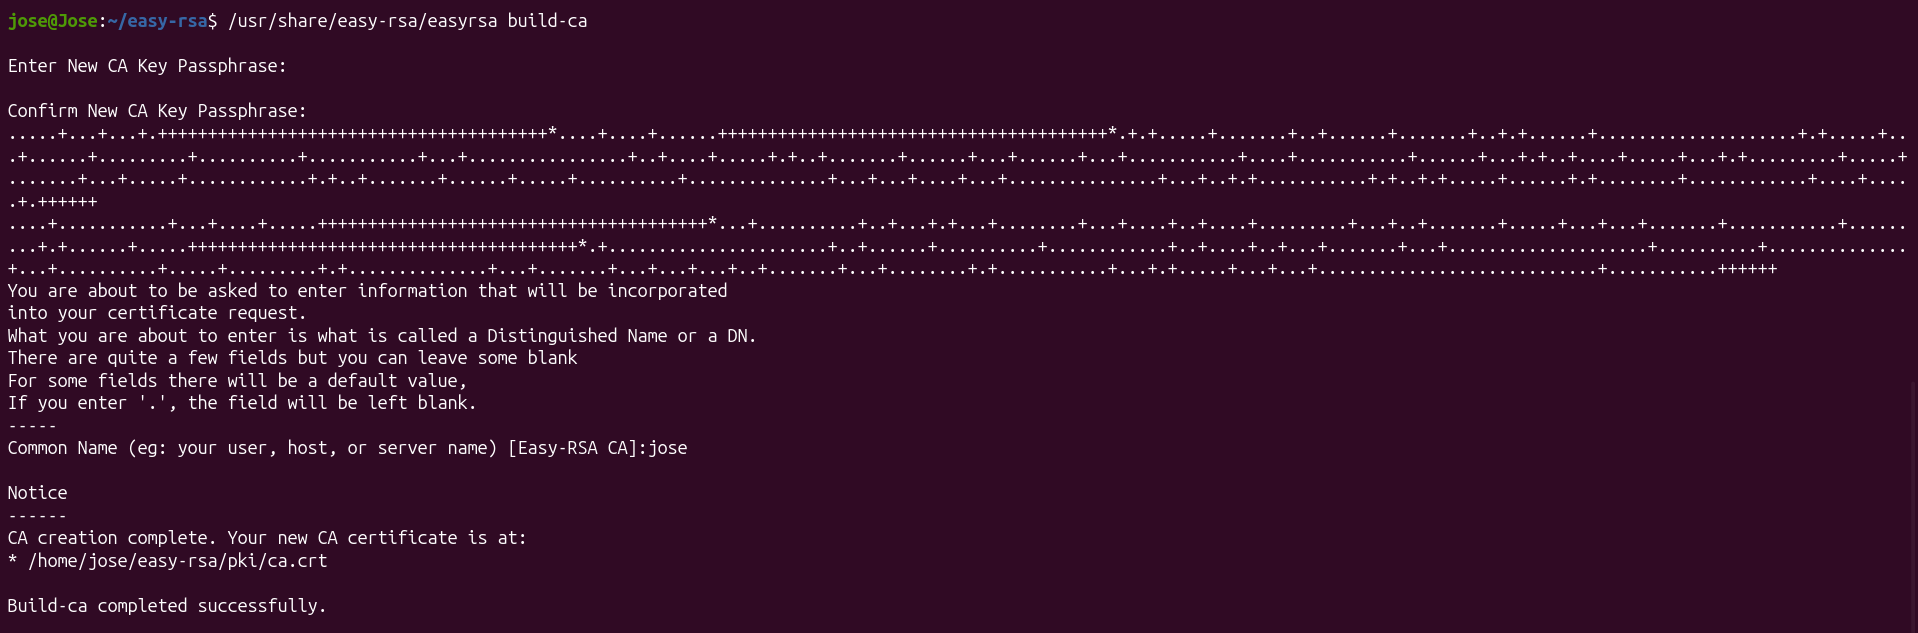 jose@Jose:~/easy-rsa$ /usr/share/easy-rsa/easyrsa build-ca
Enter New CA Key Passphrase:
Confirm New CA Key Passphrase:
.....+...+...+.+++++++++++++++++++++++++++++++++++++++*....+....+......+++++++++++++++++++++++++++++++++++++++*.+.+.....+.......+..+......+.......+..+.+......+....................+.+.....+..
.+......+.........+..........+...........+...+................+..+....+.....+.+..+.......+......+...+......+...+...........+....+...........+......+...+.+..+....+.....+...+.+.........+.....+
.......+...+.....+............+.+..+.......+......+.....+..........+..............+...+...+....+...+...............+...+..+.+...........+.+..+.+.....+......+.+........+............+....+....
.+.++++++
....+...........+...+....+.....+++++++++++++++++++++++++++++++++++++++*...+..........+..+...+.+...+........+...+....+..+....+.........+...+..+.......+.....+...+...+.......+...........+......
...+.+......+.....+++++++++++++++++++++++++++++++++++++++*.+......................+..+......+..........+............+..+....+..+...+.......+...+....................+..........+..............
+...+..........+.....+.........+.+..............+...+.......+...+...+...+..+.......+...+........+.+...........+...+.+.....+...+...+............................+...........++++++
You are about to be asked to enter information that will be incorporated
into your certificate request.
What you are about to enter is what is called a Distinguished Name or a DN.
There are quite a few fields but you can leave some blank
For some fields there will be a default value,
If you enter '.', the field will be left blank.
-----
Common Name (eg: your user, host, or server name) [Easy-RSA CA]:jose
Notice
------
CA creation complete. Your new CA certificate is at:
* /home/jose/easy-rsa/pki/ca.crt
Build-ca completed successfully.